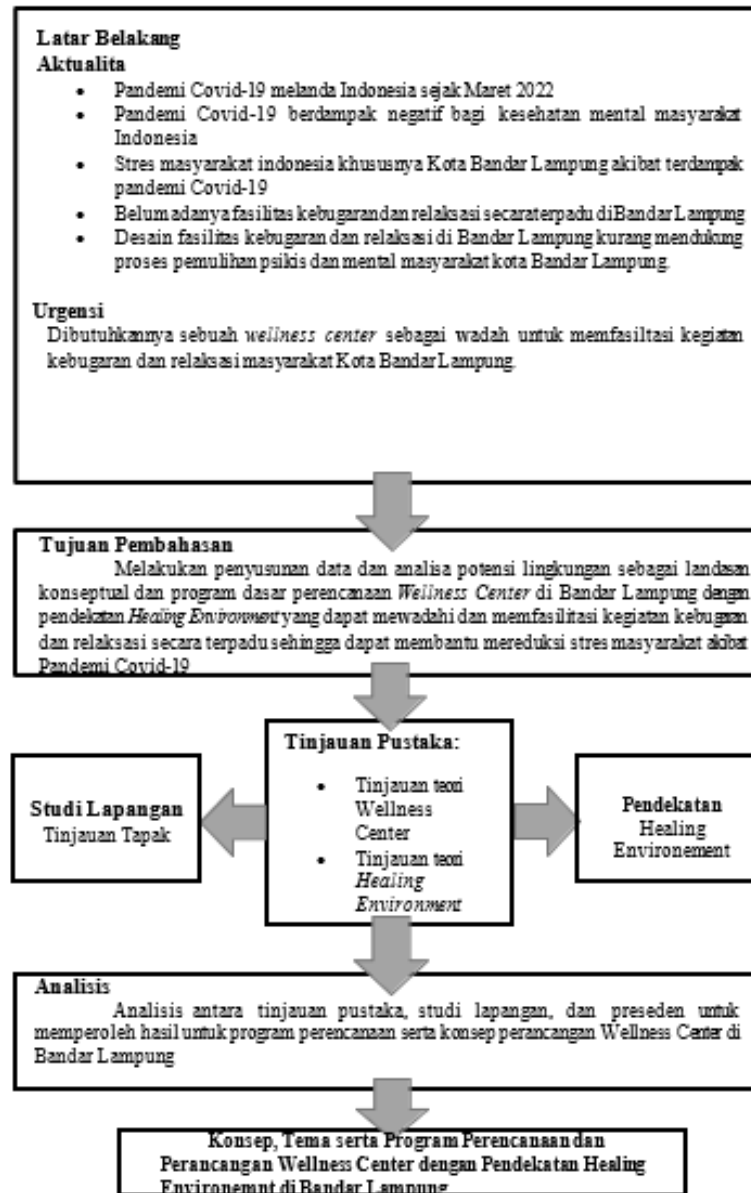 Latar Belakang
Aktualita
• Pandemi Covid-19 melanda Indonesia sejak Maret 2022
• Pandemi Covid-19 berdampak negatif bagi kesehatan mental masyarakat
Indonesia
• Stres masyarakat indonesia khususnya Kota Bandar Lampung akibat terdampak
pandemi Covid-19
• Belum adanya fasilitas kebugaran dan relaksasi secara terpadu di Bandar Lampung
• Desain fasilitas kebugaran dan relaksasi di Bandar Lampung kurang mendukung
proses pemulihan psikis dan mental masyarakat kota Bandar Lampung.
Urgensi
Dibutuhkannya sebuah wellness center sebagai wadah untuk memfasiltasi kegiatan
kebugaran dan relaksasi masyarakat Kota Bandar Lampung.
Tujuan Pembahasan
Melakukan penyusunan data dan analisa potensi lingkungan sebagai landasan
konseptual dan program dasar perencanaan Wellness Center di Bandar Lampung dengan
pendekatan Healing Environment yang dapat mewadahi dan memfasilitasi kegiatan kebugaran
dan relaksasi secara terpadu sehingga dapat membantu mereduksi stres masyarakat akibat
Pandemi Covid-19
Tinjauan Pustaka:
• Tinjauan teori
Wellness
Center
• Tinjauan teori
Healing
Environment
Studi Lapangan
Tinjauan Tapak
Pendekatan
Healing
Environement
Analisis
Analisis antara tinjauan pustaka, studi lapangan, dan preseden untuk
memperoleh hasil untuk program perencanaan serta konsep perancangan Wellness Center di
Bandar Lampung
Konsep, Tema serta Program Perencanaan dan
Perancangan Wellness Center dengan Pendekatan Healing
Environemnt di Bandar Lampung